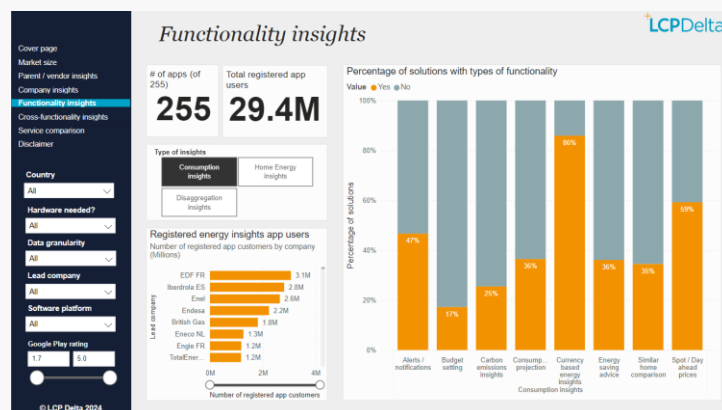 Functionality insights
LCPDelta
Cover page
Market size
Parent / vendor insights
Company insights
Functionality insights
Cross-functionality insights
Service comparison
Disclaimer
Country
All
Hardware needed?
All
Data granularity
All
Lead company
All
Software platform
All
Google Play rating
1.7
5.0
© LCP Delta 2024
# of apps (of
255)
255
Total registered app
users
29.4M
Type of insights
Consumption
insights
Home Energy
insights
Disaggregation
insights
Registered energy insights app users
Number of registered app customers by company
(Millions)
Lead company
EDF FR
3.1M
Iberdrola ES
2.8M
Enel
2.6M
Endesa
2.2M
British Gas
1.8M
Eneco NL
1.3M
Engie FR
1.2M
TotalEner...
1.2M
0M
2M
4M
Number of registered app customers
Percentage of solutions with types of functionality
Value
Yes
No
Percentage of solutions
100%
80%
60%
40%
20%
0%
47%
17%
25%
36%
86%
36%
35%
59%
Alerts /
notifications
Budget
setting
Carbon
emissions
insights
Consump...
projection
Currency
based
energy
insights
Energy
saving
advice
Similar
home
comparison
Spot / Day
ahead
prices
Consumption insights